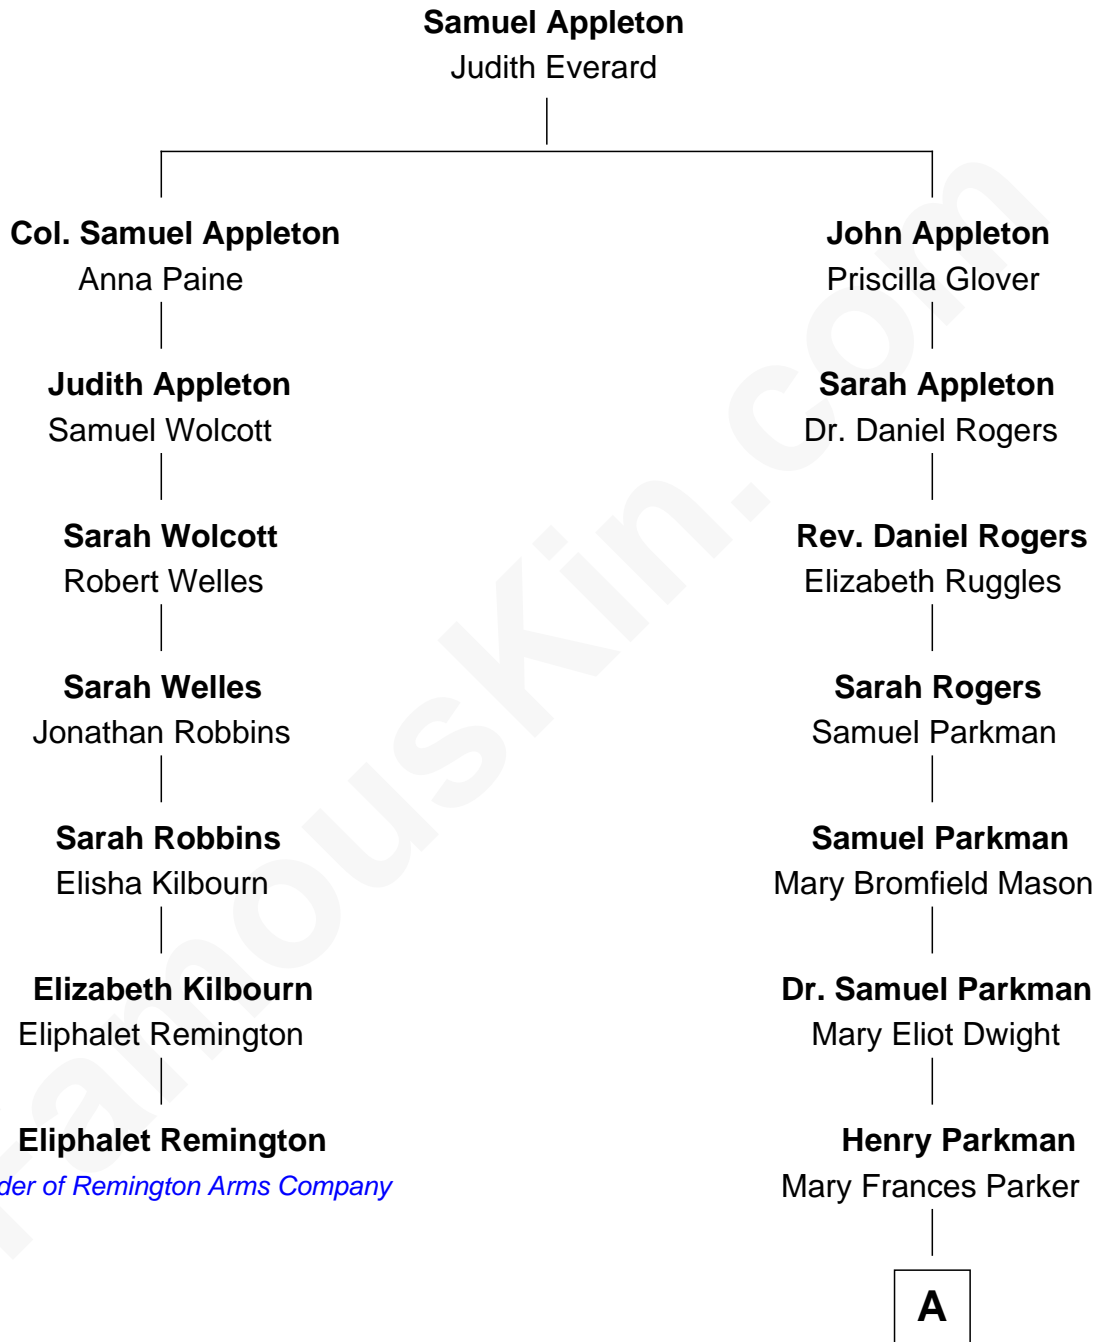 Samuel Appleton
Judith Everard
Col. Samuel Appleton
Anna Paine
John Appleton
Priscilla Glover
Judith Appleton
Samuel Wolcott
Sarah Appleton
Dr. Daniel Rogers
Sarah Wolcott
Robert Welles
Rev. Daniel Rogers
Elizabeth Ruggles
Sarah Welles
Jonathan Robbins
Sarah Rogers
Samuel Parkman
Sarah Robbins
Elisha Kilbourn
Samuel Parkman
Mary Bromfield Mason
Elizabeth Kilbourn
Eliphalet Remington
Dr. Samuel Parkman
Mary Eliot Dwight
Eliphalet Remington
der of Remington Arms Company
Henry Parkman
Mary Frances Parker
A
FamousKin.com